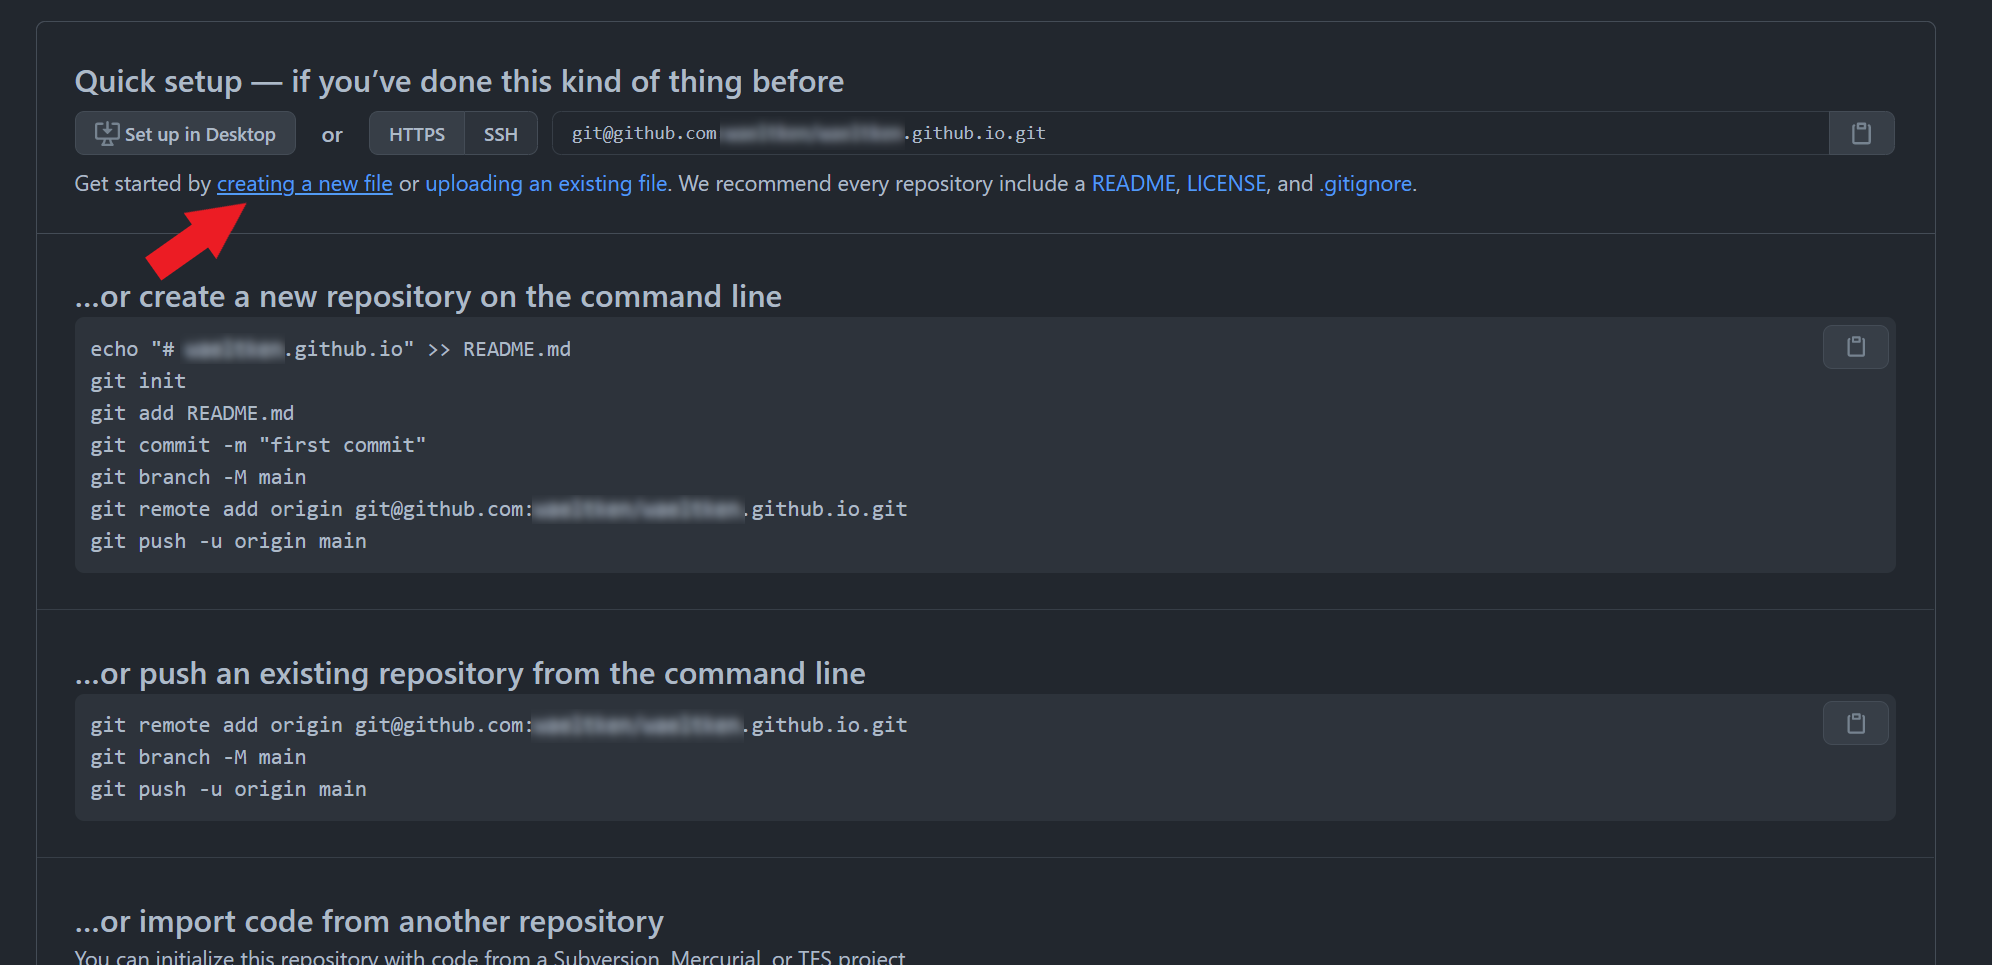 Quick setup — if you’ve done this kind of thing before
Set up in Desktop or HTTPS SSH git@github.com .github.io.git
Get started by creating a new file or uploading an existing file. We recommend every repository include a README, LICENSE, and .gitignore.
...or create a new repository on the command line
echo "# .github.io" >> README.md
git init
git add README.md
git commit -m "first commit"
git branch -M main
git remote add origin git@github.com: .github.io.git
git push -u origin main
...or push an existing repository from the command line
git remote add origin git@github.com: .github.io.git
git branch -M main
git push -u origin main
...or import code from another repository
You can initialize this repository with code from a Subversion, Mercurial, or TFS project.